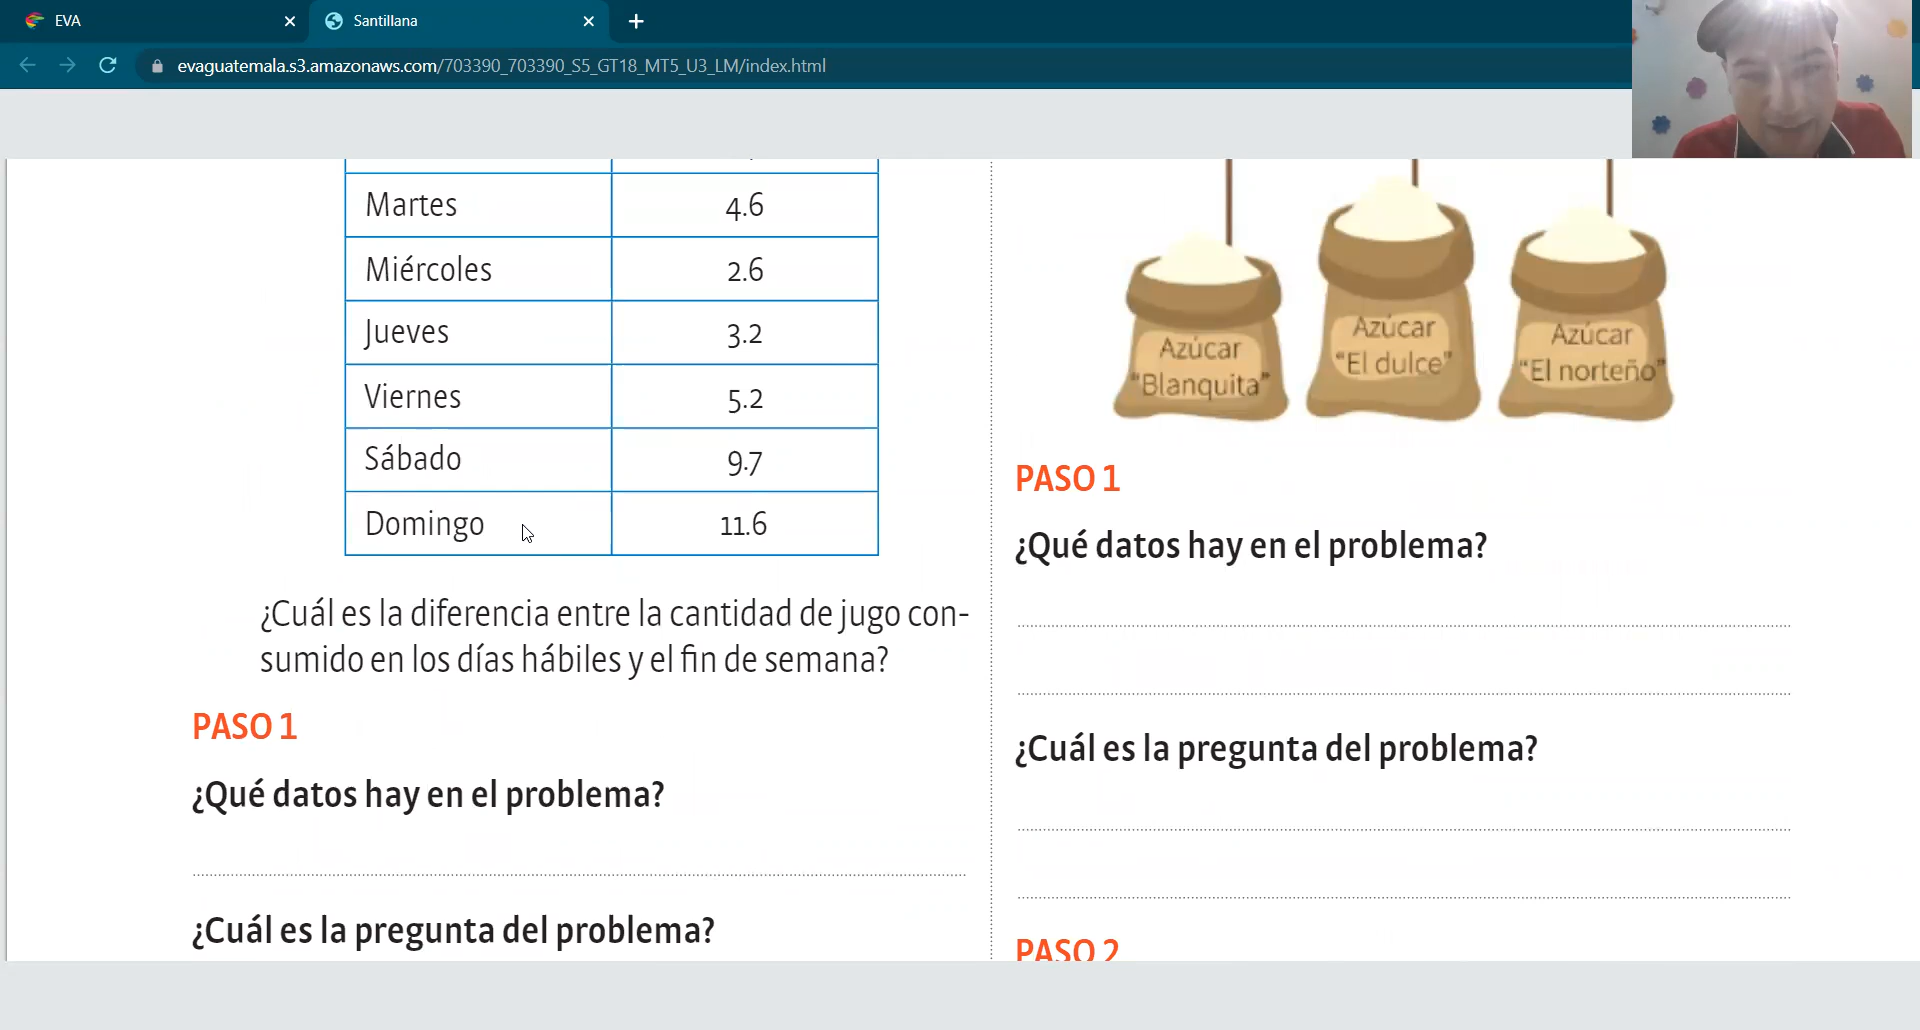 EVA
Santillana
evaguatemala.s3.amazonaws.com/703390_703390_S5_GT18_MT5_U3_LM/index.html
Martes 4.6
Miércoles 2.6
Jueves 3.2
Viernes 5.2
Sábado 9.7
Domingo 11.6
¿Cuál es la diferencia entre la cantidad de jugo con-
sumido en los días hábiles y el fin de semana?
PASO 1
¿Qué datos hay en el problema?
¿Cuál es la pregunta del problema?
Azúcar
"Blanquita"
Azúcar
"El dulce"
Azúcar
"El norteño"
PASO 1
¿Qué datos hay en el problema?
¿Cuál es la pregunta del problema?
PASO 2